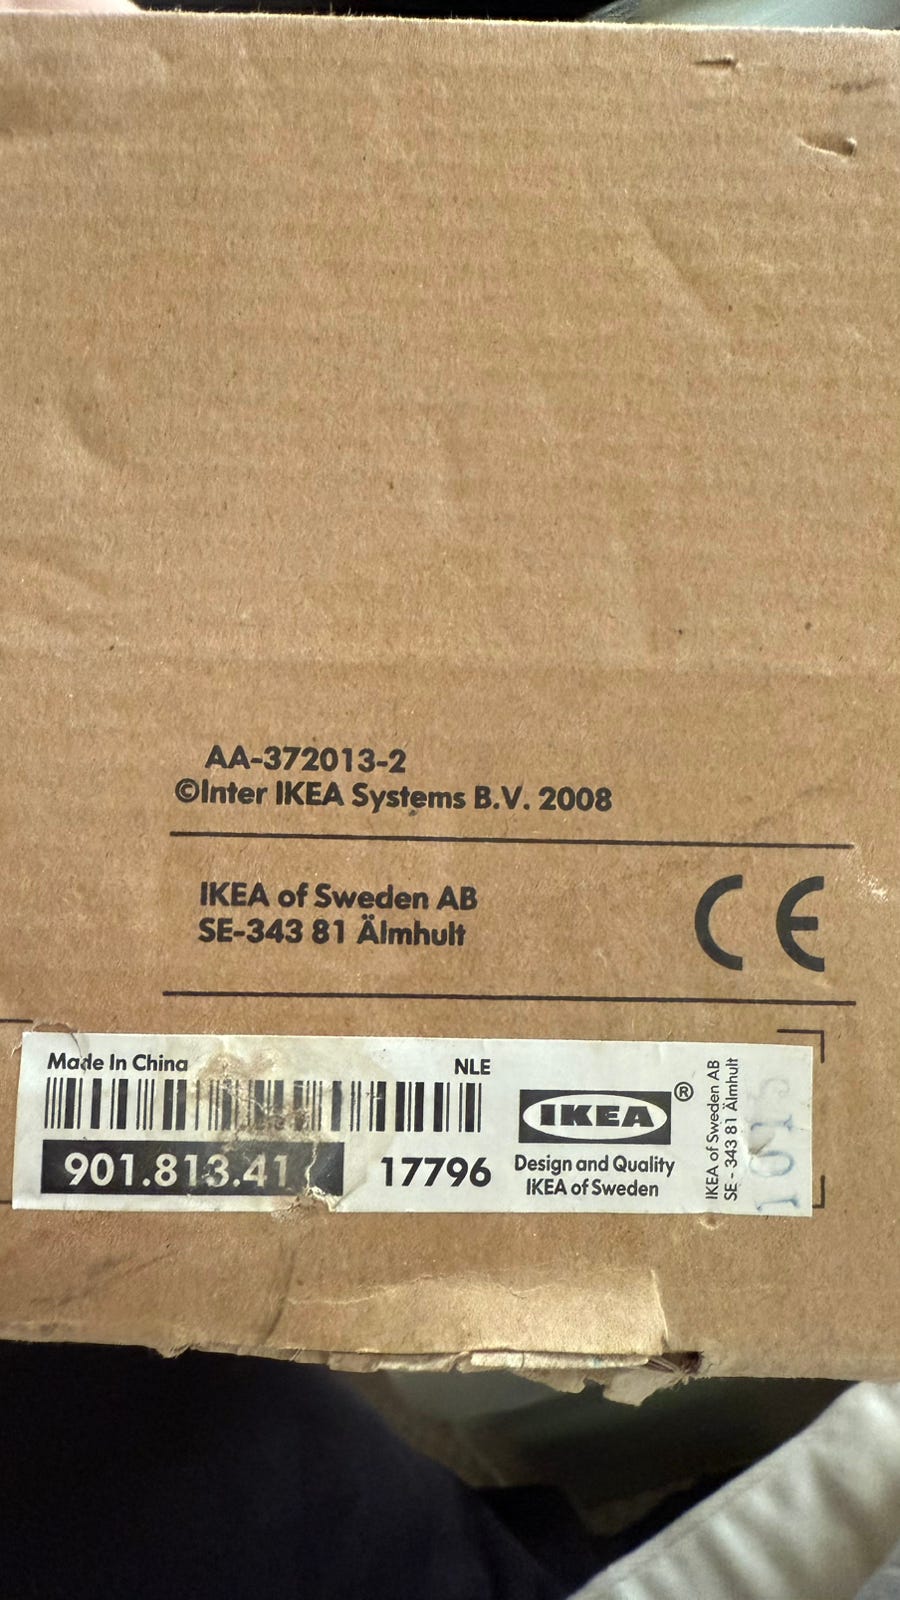 AA-372013-2
©Inter IKEA Systems B.V. 2008
IKEA of Sweden AB
SE-343 81 Älmhult
CE
Made In China
NLE
901.813.41
17796
IKEA®
Design and Quality
IKEA of Sweden
IKEA of Sweden AB
SE - 343 81 Älmhult
1015